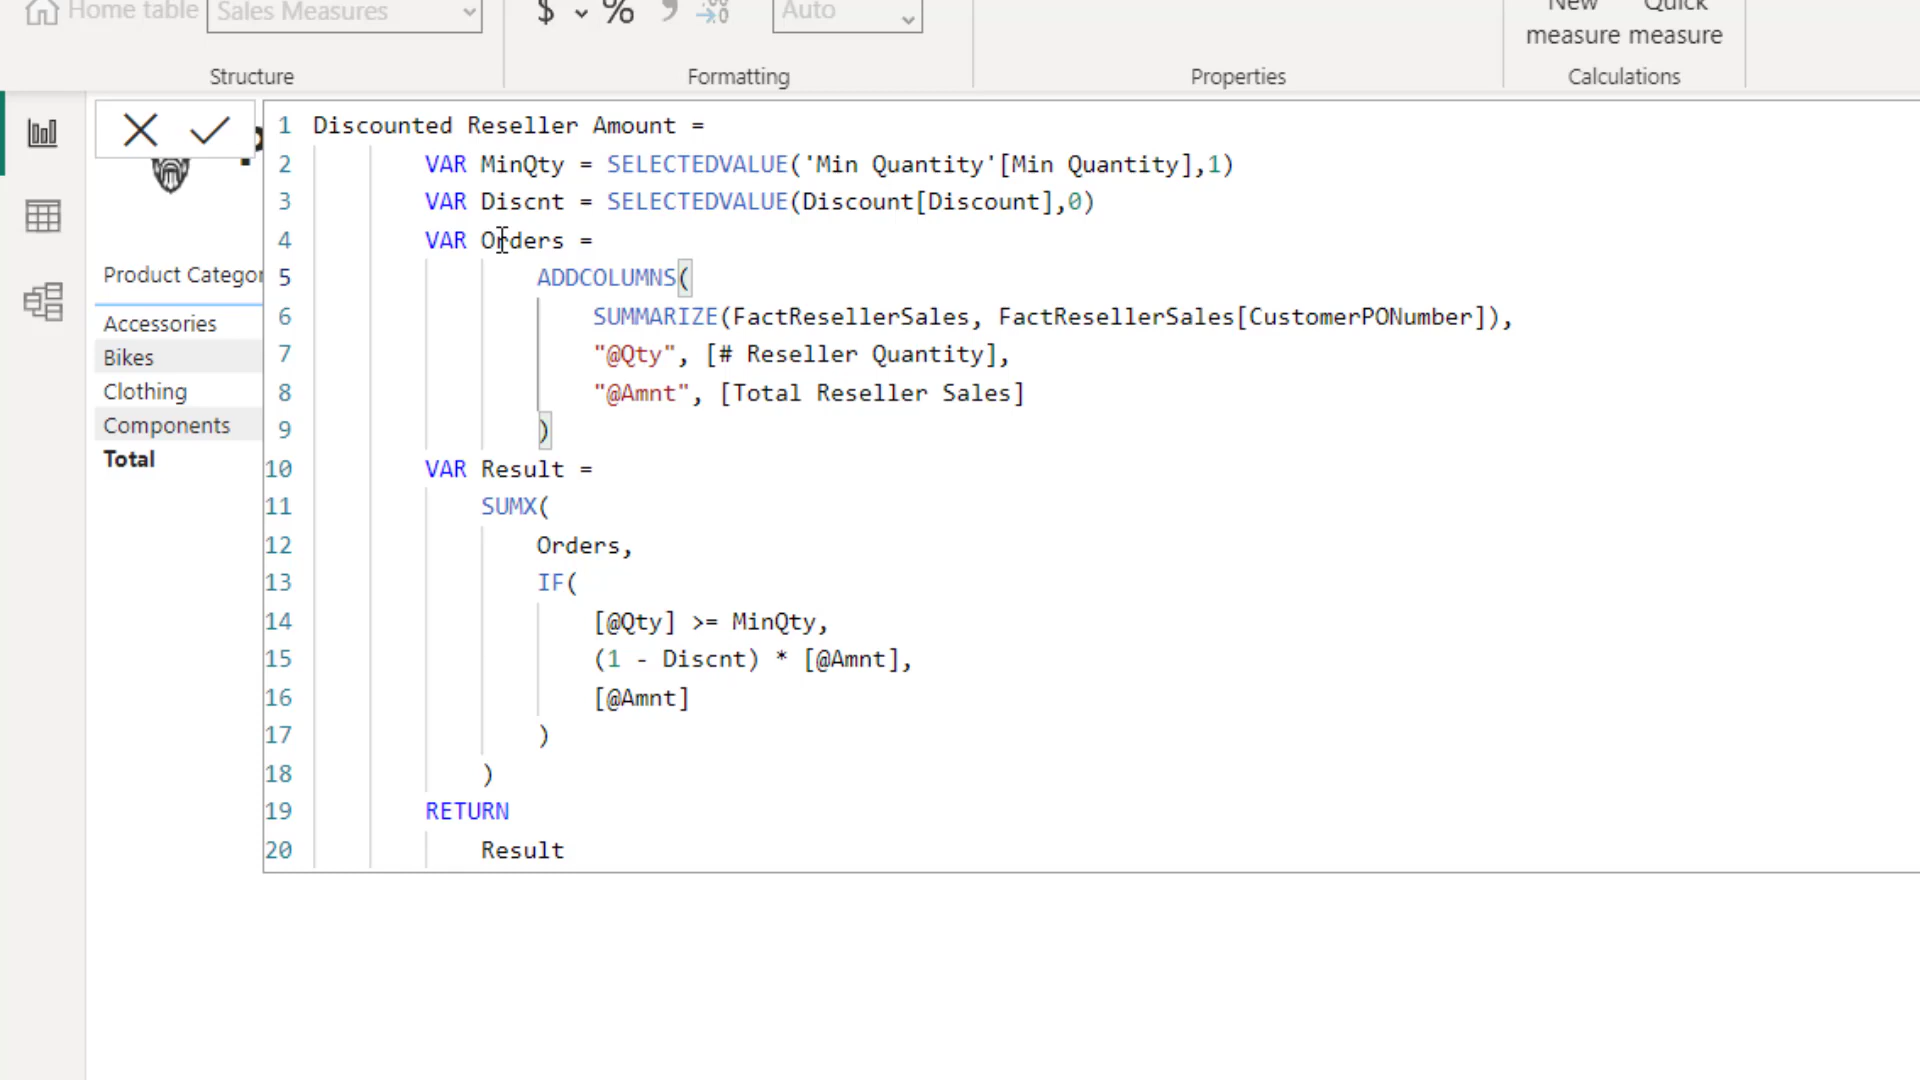 Home table Sales Measures $ % Auto New Quick
measure measure
Structure Formatting Properties Calculations
1 Discounted Reseller Amount =
2 VAR MinQty = SELECTEDVALUE('Min Quantity'[Min Quantity],1)
3 VAR Discnt = SELECTEDVALUE(Discount[Discount],0)
4 VAR Orders =
5 ADDCOLUMNS(
6 SUMMARIZE(FactResellerSales, FactResellerSales[CustomerPONumber]),
7 "@Qty", [# Reseller Quantity],
8 "@Amnt", [Total Reseller Sales]
9 )
10 VAR Result =
11 SUMX(
12 Orders,
13 IF(
14 [@Qty] >= MinQty,
15 (1 - Discnt) * [@Amnt],
16 [@Amnt]
17 )
18 )
19 RETURN
20 Result
Product Categor
Accessories
Bikes
Clothing
Components
Total